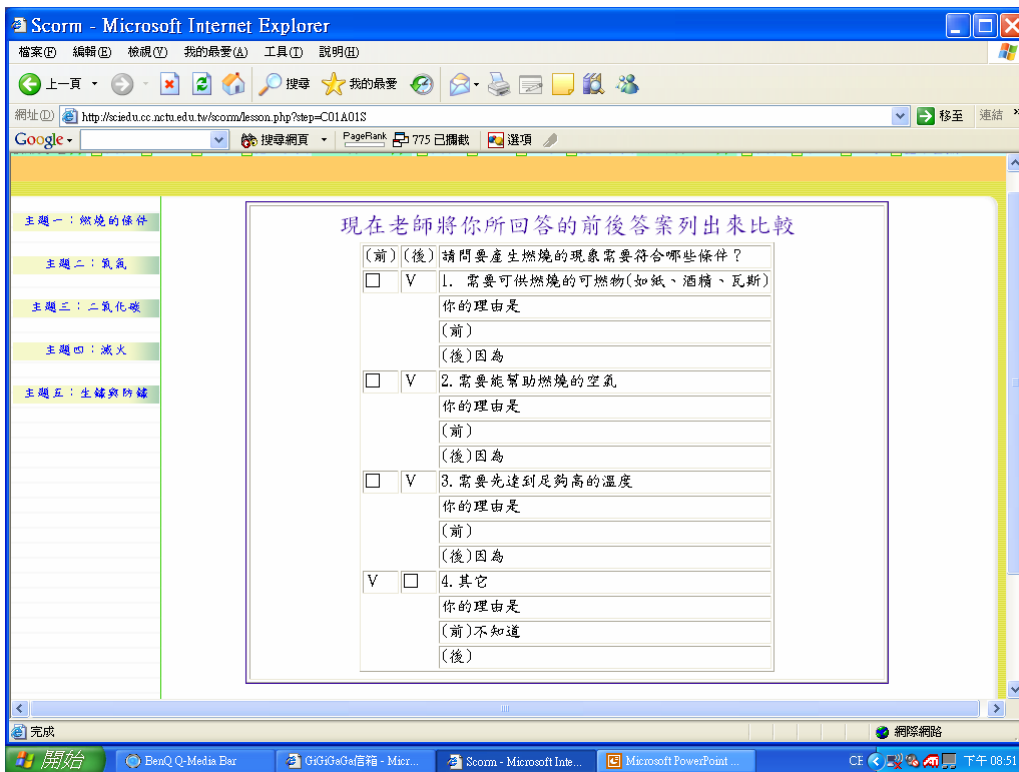 Scorm - Microsoft Internet Explorer
檔案(F) 編輯(E) 檢視(V) 我的最愛(A) 工具(T) 說明(H)
上一頁 搜尋 我的最愛
網址(D) http://sciedu.cc.nctu.edu.tw/scorm/lesson.php?step=C01A01S 移至 連結 »
Google 搜尋網頁 PageRank 775 已攔截 選項
主題一：燃燒的條件
主題二：氧氣
主題三：二氧化碳
主題四：滅火
主題五：生鏽與防鏽
現在老師將你所回答的前後答案列出來比較
(前) (後) 請問要產生燃燒的現象需要符合哪些條件？
V 1. 需要可供燃燒的可燃物(如紙、酒精、瓦斯)
你的理由是
(前)
(後)因為
V 2.需要能幫助燃燒的空氣
你的理由是
(前)
(後)因為
V 3.需要先達到足夠高的溫度
你的理由是
(前)
(後)因為
V 4.其它
你的理由是
(前)不知道
(後)
完成 網際網路
開始 BenQ Q-Media Bar GiGiGaGa信箱 - Micr... Scorm - Microsoft Inte... Microsoft PowerPoint ... CE 下午 08:51